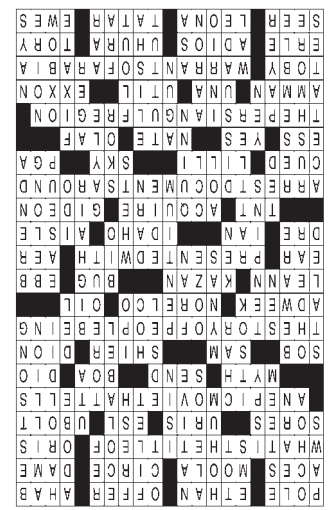 POLE ETHAN OFFER AHAB
ACES MOOLA CIRCE DAME
WHATISTHETITLEOF ORIS
SORES URIS ESL UBOLT
ANEPICMOVIETHATTELLS
MYTH SEND BOA DIO
SOB SAM SHIER DION
THESTORYOFPEOPLEBEING
ADWEEK NORELCO OIL
LEANN KAZAN BUG EBB
EAR PRESENTEDWITH AER
DRE IAN IDAHO ISLE
TNT ACQUIRE GIDEON
ARRESTDOCUMENTSAROUND
CUED LILLI SKY PGA
ESS YES NATE OLAF
THEPERSIANGULFREGION
AMMAN UNA UTIL EXXON
TOBY WARRANTSOFARABIA
ERLE ADIOS UHURA TORY
SEER LEONA TATAR EWES